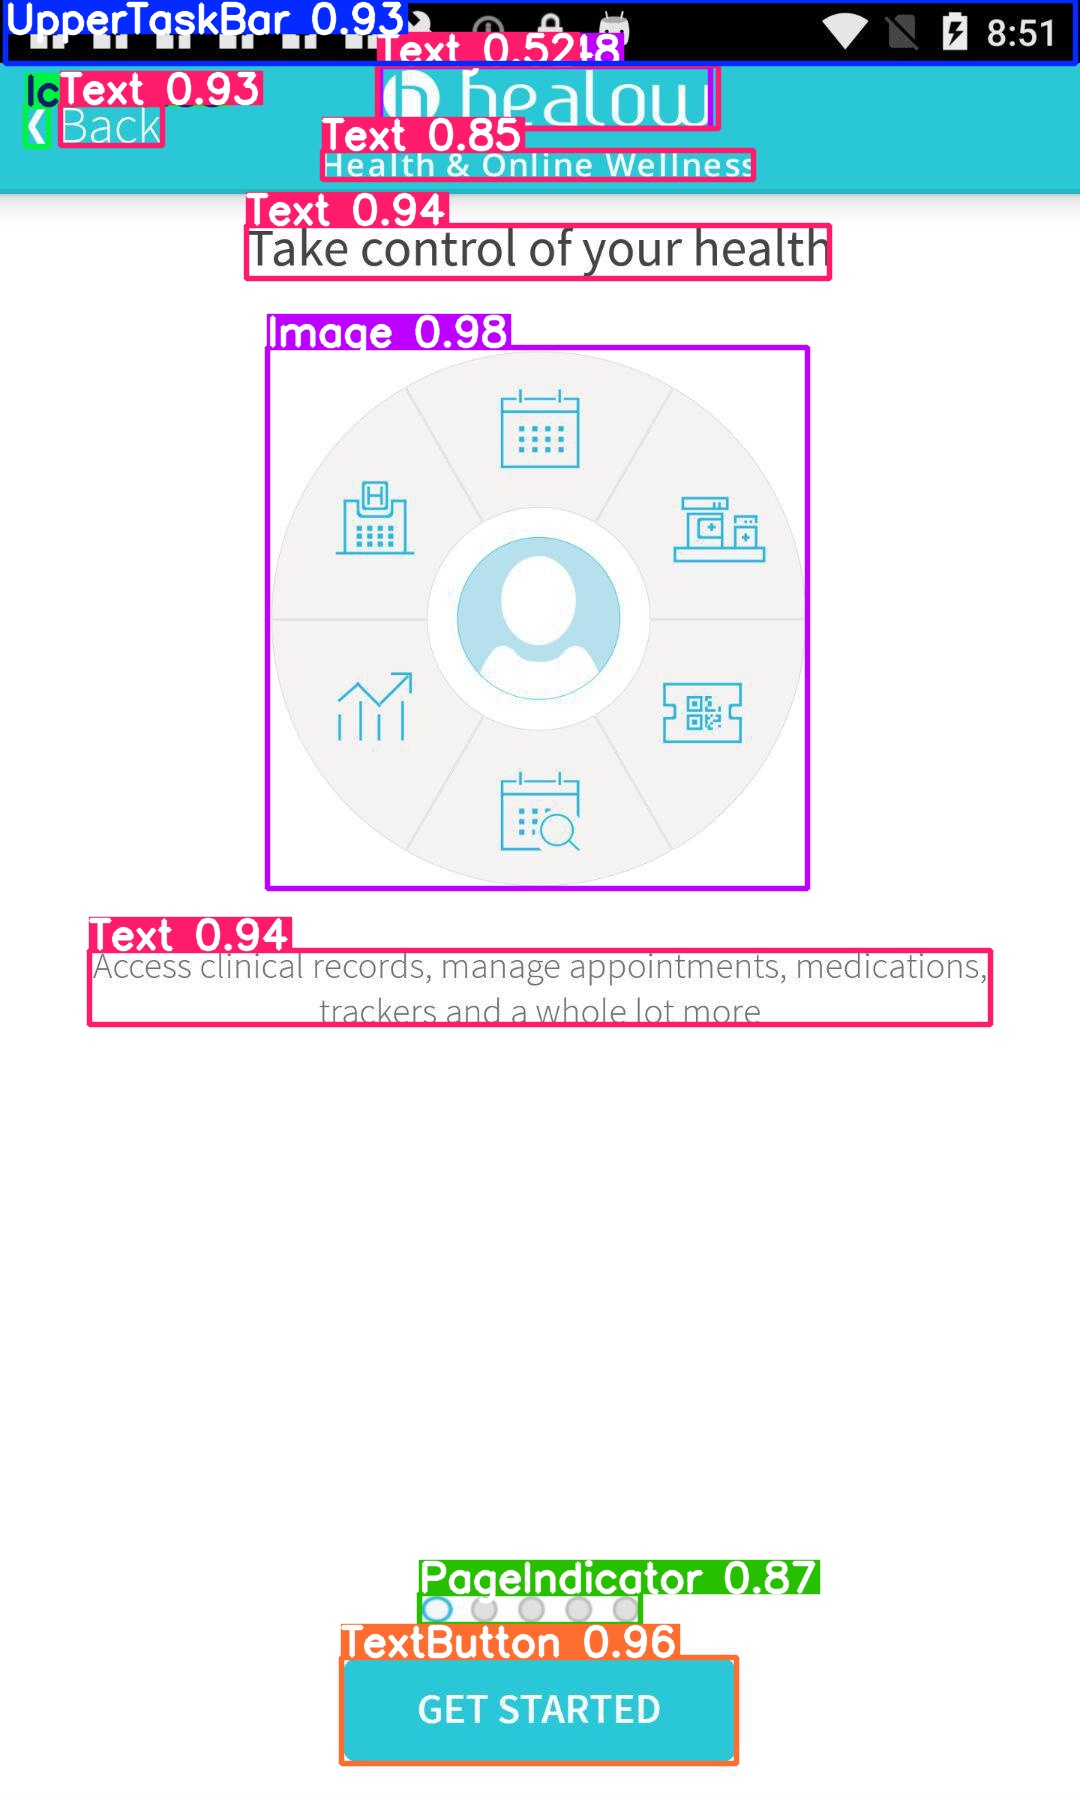 UpperTaskBar 0.93
8:51
Text 0.52
Text 0.93
healow
Back
Text 0.85
Health & Online Wellness
Text 0.94
Take control of your health
Image 0.98
H
Text 0.94
Access clinical records, manage appointments, medications,
trackers and a whole lot more
PageIndicator 0.87
TextButton 0.96
GET STARTED